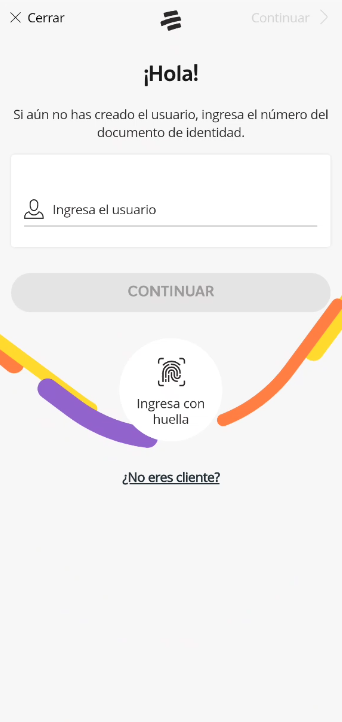 Cerrar
Continuar
¡Hola!
Si aún no has creado el usuario, ingresa el número del
documento de identidad.
Ingresa el usuario
CONTINUAR
Ingresa con
huella
¿No eres cliente?